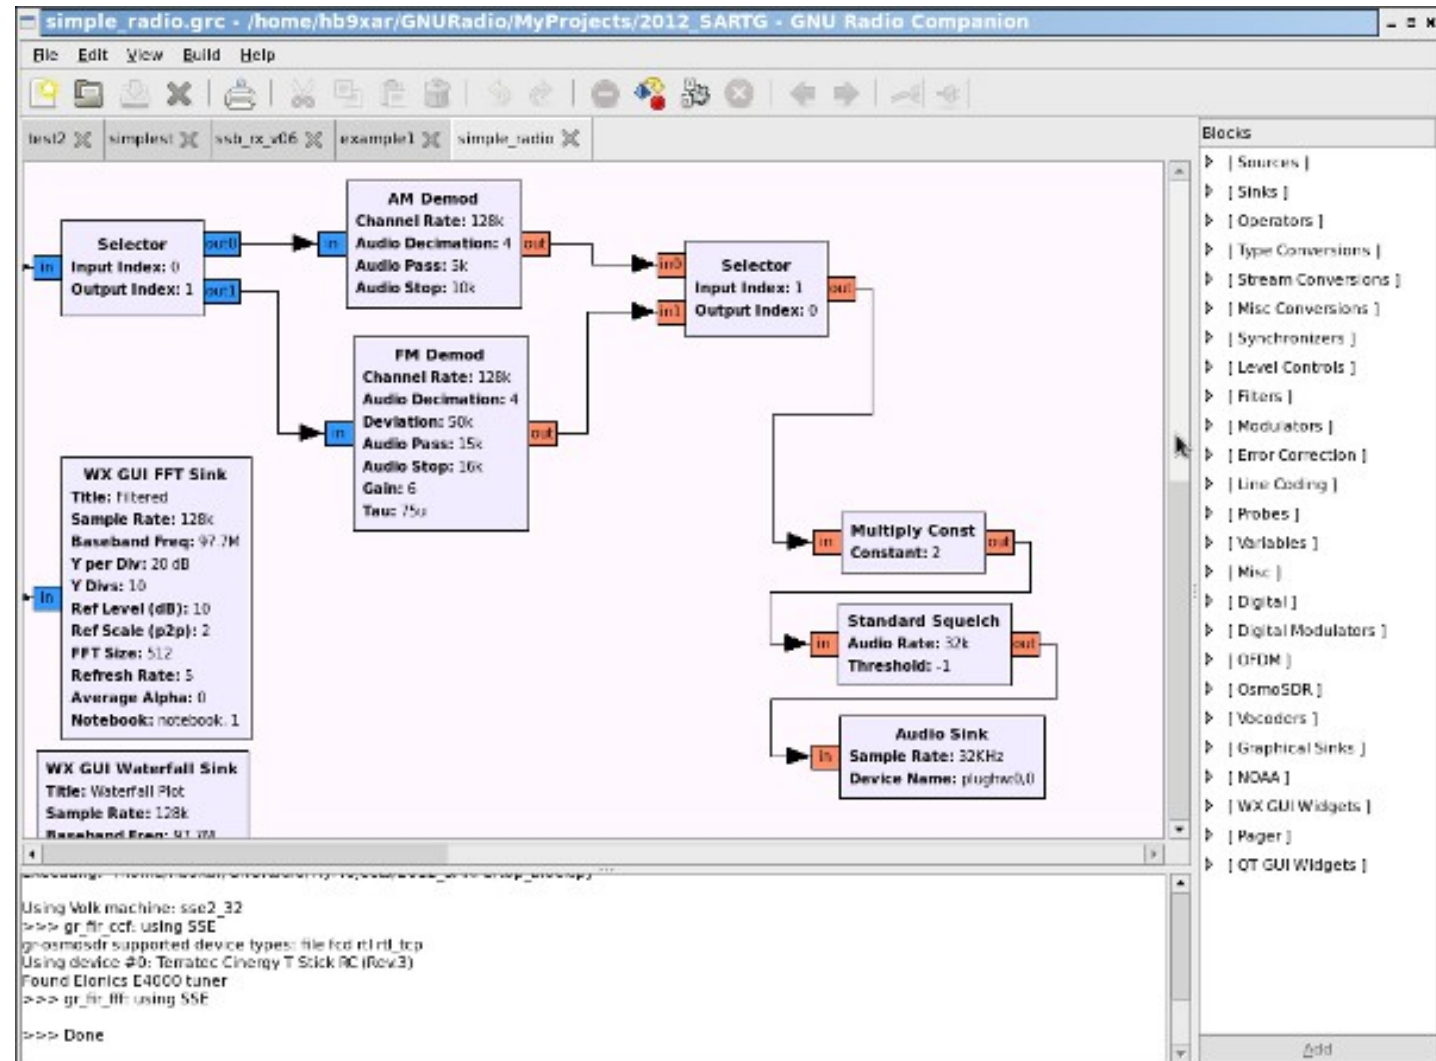 simple_radio.grc - /home/hb9xar/GNURadio/MyProjects/2012_SARTG - GNU Radio Companion
File Edit View Build Help
test2 simplest ssb_rx_v06 example1 simple_radio
Selector
Input Index: 0
Output Index: 1
in
out0
out1
AM Demod
Channel Rate: 128k
Audio Decimation: 4
Audio Pass: 5k
Audio Stop: 10k
in
out
FM Demod
Channel Rate: 128k
Audio Decimation: 4
Deviation: 50k
Audio Pass: 15k
Audio Stop: 16k
Gain: 6
Tau: 75u
in
out
Selector
Input Index: 1
Output Index: 0
in0
in1
out
WX GUI FFT Sink
Title: Filtered
Sample Rate: 128k
Baseband Freq: 97.7M
Y per Div: 20 dB
Y Divs: 10
Ref Level (dB): 10
Ref Scale (p2p): 2
FFT Size: 512
Refresh Rate: 5
Average Alpha: 0
Notebook: notebook, 1
in
WX GUI Waterfall Sink
Title: Waterfall Plot
Sample Rate: 128k
Baseband Freq: 97.7M
Multiply Const
Constant: 2
in
out
Standard Squelch
Audio Rate: 32k
Threshold: -1
in
out
Audio Sink
Sample Rate: 32KHz
Device Name: plughw:0,0
in
Blocks
[ Sources ]
[ Sinks ]
[ Operators ]
[ Type Conversions ]
[ Stream Conversions ]
[ Misc Conversions ]
[ Synchronizers ]
[ Level Controls ]
[ Filters ]
[ Modulators ]
[ Error Correction ]
[ Line Coding ]
[ Probes ]
[ Variables ]
[ Misc ]
[ Digital ]
[ Digital Modulators ]
[ OFDM ]
[ OsmoSDR ]
[ Vocoders ]
[ Graphical Sinks ]
[ NOAA ]
[ WX GUI Widgets ]
[ Pager ]
[ QT GUI Widgets ]
Add
Using Volk machine: sse2_32
>>> gr_fir_ccf: using SSE
gr-osmosdr supported device types: file fcd rtl rtl_tcp
Using device #0: Terratec Cinergy T Stick RC (Rev.3)
Found Elonics E4000 tuner
>>> gr_fir_fff: using SSE
>>> Done